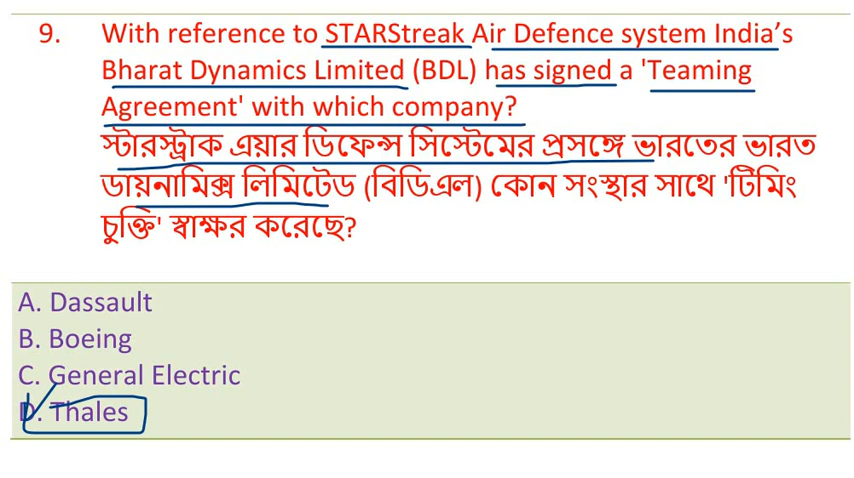 9. With reference to STARStreak Air Defence system India's
Bharat Dynamics Limited (BDL) has signed a 'Teaming
Agreement' with which company?
স্টারস্ট্রাক এয়ার ডিফেন্স সিস্টেমের প্রসঙ্গে ভারতের ভারত
ডায়নামিক্স লিমিটেড (বিডিএল) কোন সংস্থার সাথে 'টিমিং
চুক্তি' স্বাক্ষর করেছে?
A. Dassault
B. Boeing
C. General Electric
D. Thales